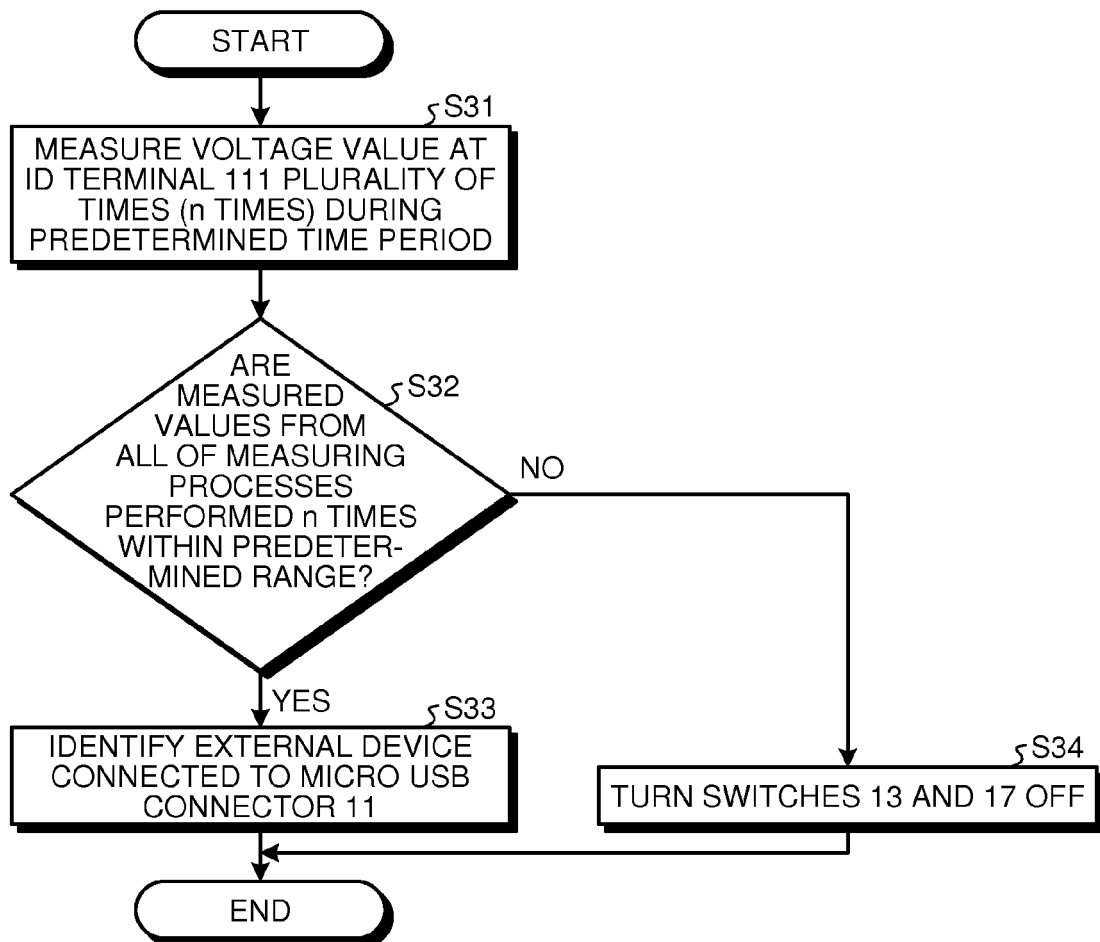 START
S31
MEASURE VOLTAGE VALUE AT
ID TERMINAL 111 PLURALITY OF
TIMES (n TIMES) DURING
PREDETERMINED TIME PERIOD
S32
ARE
MEASURED
VALUES FROM
ALL OF MEASURING
PROCESSES
PERFORMED n TIMES
WITHIN PREDETER-
MINED RANGE?
NO
YES
S33
IDENTIFY EXTERNAL DEVICE
CONNECTED TO MICRO USB
CONNECTOR 11
S34
TURN SWITCHES 13 AND 17 OFF
END